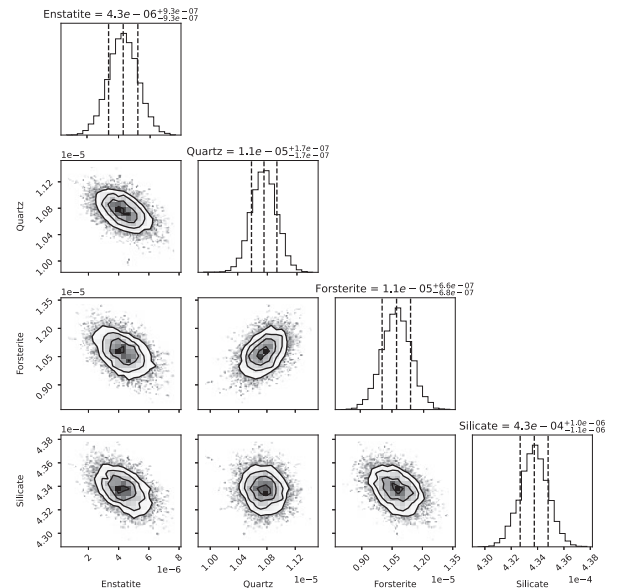 Enstatite = 4.3e − 06 +9.3e−07 −9.3e−07
1e−5
Quartz = 1.1e − 05 +1.7e−07 −1.7e−07
Quartz
1.12
1.08
1.04
1.00
1e−5
Forsterite = 1.1e − 05 +6.6e−07 −6.8e−07
Forsterite
1.35
1.20
1.05
0.90
1e−4
Silicate = 4.3e − 04 +1.0e−06 −1.1e−06
Silicate
4.38
4.36
4.34
4.32
4.30
2 4 6 8
1e−6
Enstatite
1.00 1.04 1.08 1.12
1e−5
Quartz
0.90 1.05 1.20 1.35
1e−5
Forsterite
4.30 4.32 4.34 4.36 4.38
1e−4
Silicate